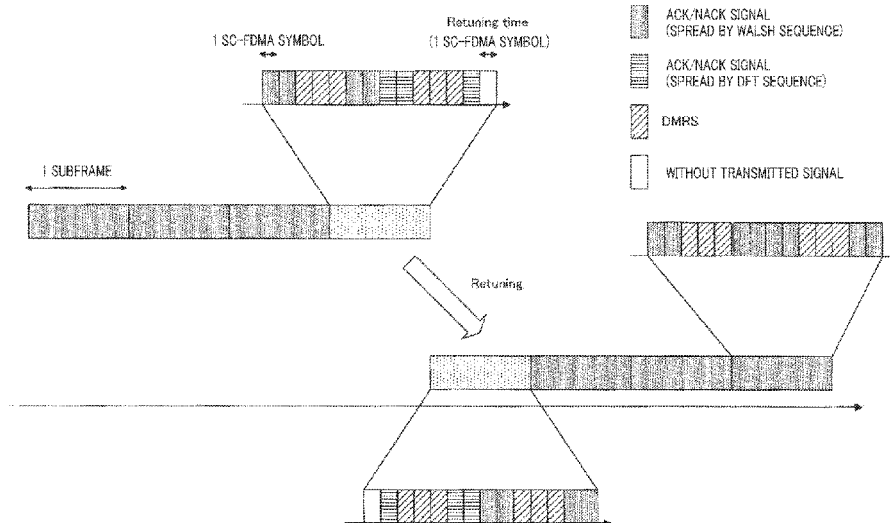 Retuning time
1 SC-FDMA SYMBOL (1 SC-FDMA SYMBOL)
ACK/NACK SIGNAL
(SPREAD BY WALSH SEQUENCE)
ACK/NACK SIGNAL
(SPREAD BY DFT SEQUENCE)
DMRS
WITHOUT TRANSMITTED SIGNAL
1 SUBFRAME
Retuning